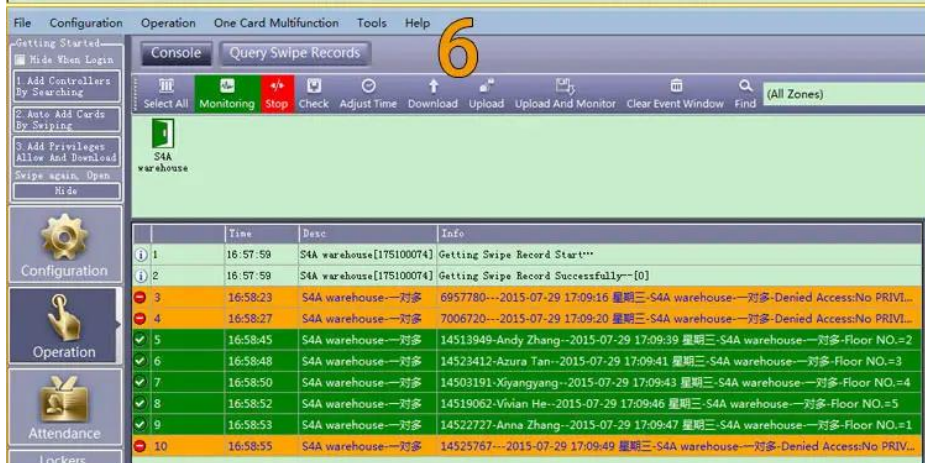 File Configuration Operation One Card Multifunction Tools Help
6
Getting Started
Hide When Login
1. Add Controllers
By Searching
2. Auto Add Cards
By Swiping
3. Add Privileges
Allow And Download
Swipe again, Open
Hide
Configuration
Operation
Attendance
Lockers
Console Query Swipe Records
Select All Monitoring Stop Check Adjust Time Download Upload Upload And Monitor Clear Event Window Find (All Zones)
S4A
warehouse
Time Desc Info
1 16:57:59 S4A warehouse[175100074] Getting Swipe Record Start…
2 16:57:59 S4A warehouse[175100074] Getting Swipe Record Successfully--[0]
3 16:58:23 S4A warehouse-一对多 6957780---2015-07-29 17:09:16 星期三-S4A warehouse-一对多-Denied Access:No PRIVI...
4 16:58:27 S4A warehouse-一对多 7006720---2015-07-29 17:09:20 星期三-S4A warehouse-一对多-Denied Access:No PRIVI...
5 16:58:45 S4A warehouse-一对多 14513949-Andy Zhang--2015-07-29 17:09:39 星期三-S4A warehouse-一对多-Floor NO.=2
6 16:58:48 S4A warehouse-一对多 14523412-Azura Tan--2015-07-29 17:09:41 星期三-S4A warehouse-一对多-Floor NO.=3
7 16:58:50 S4A warehouse-一对多 14503191-Xiyangyang--2015-07-29 17:09:43 星期三-S4A warehouse-一对多-Floor NO.=4
8 16:58:52 S4A warehouse-一对多 14519062-Vivian He--2015-07-29 17:09:46 星期三-S4A warehouse-一对多-Floor NO.=5
9 16:58:53 S4A warehouse-一对多 14522727-Anna Zhang--2015-07-29 17:09:47 星期三-S4A warehouse-一对多-Floor NO.=1
10 16:58:55 S4A warehouse-一对多 14525767---2015-07-29 17:09:49 星期三-S4A warehouse-一对多-Denied Access:No PRIVI...